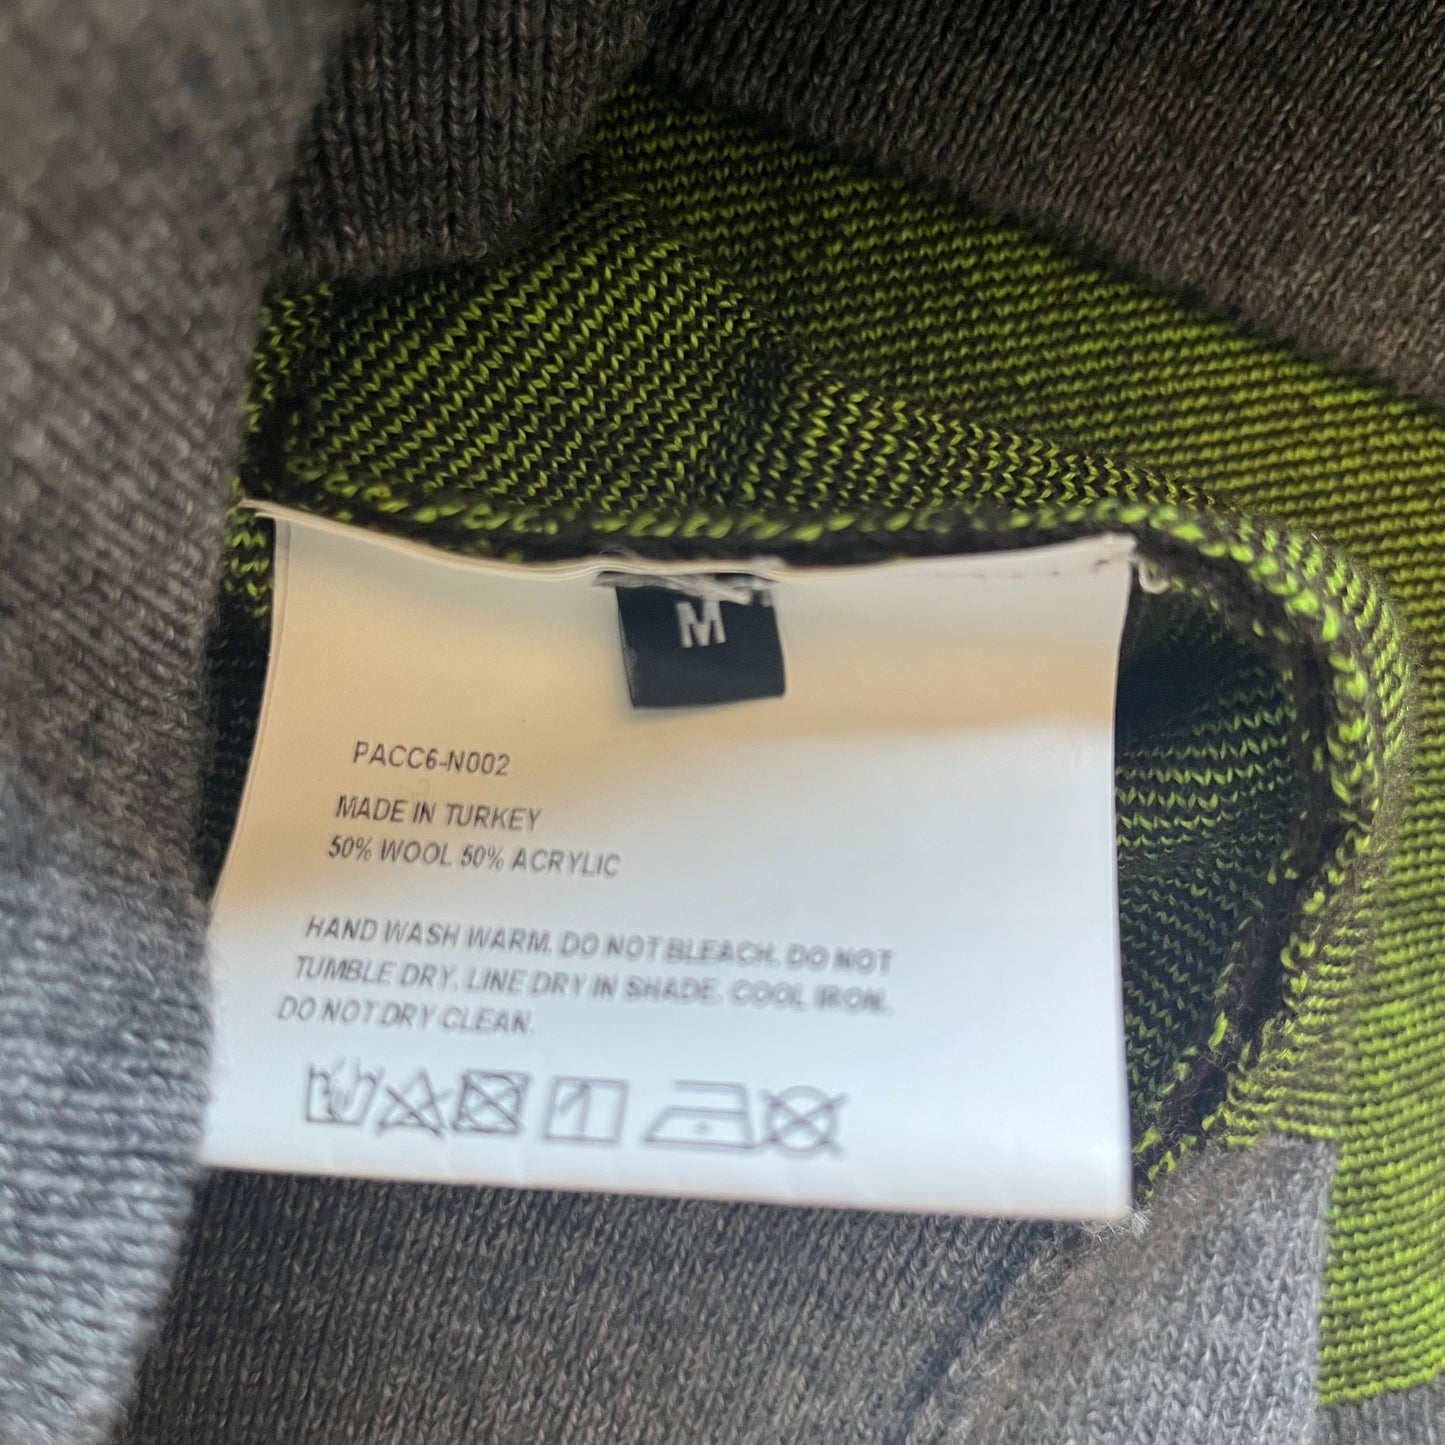 M
PACC6-N002
MADE IN TURKEY
50% WOOL 50% ACRYLIC
HAND WASH WARM. DO NOT BLEACH. DO NOT
TUMBLE DRY. LINE DRY IN SHADE. COOL IRON.
DO NOT DRY CLEAN.